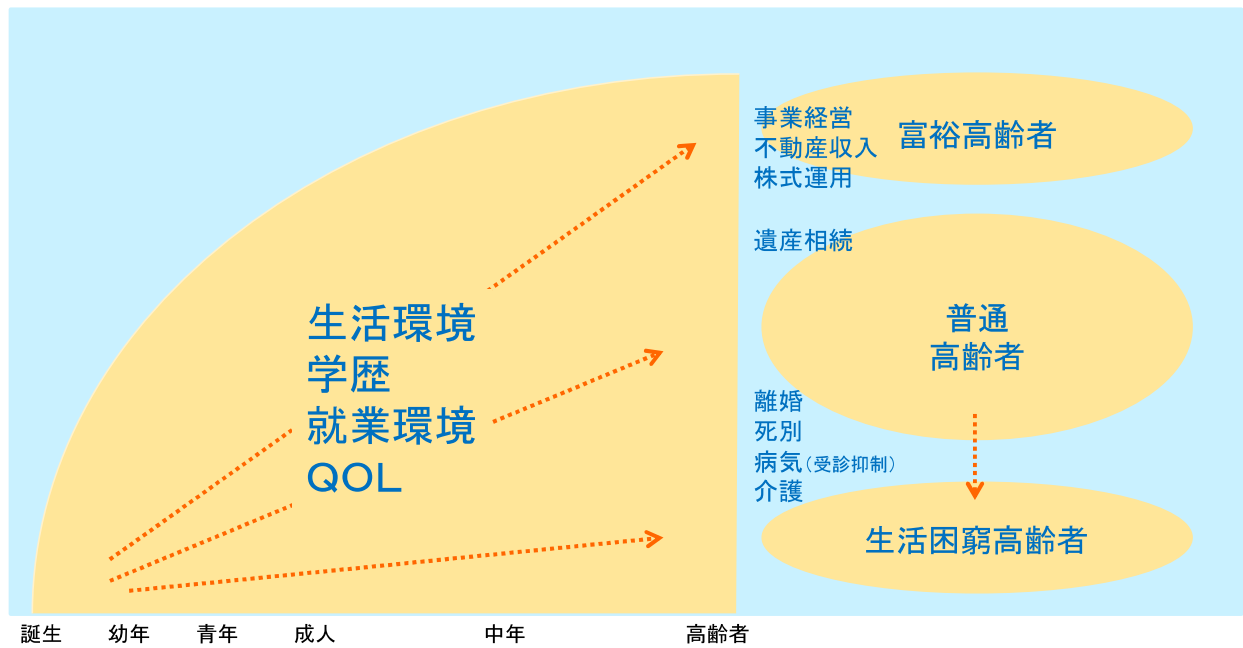 生活環境
学歴
就業環境
QOL
事業経営
不動産収入
株式運用
富裕高齢者
遺産相続
普通
高齢者
離婚
死別
病気(受診抑制)
介護
生活困窮高齢者
誕生 幼年 青年 成人 中年 高齢者